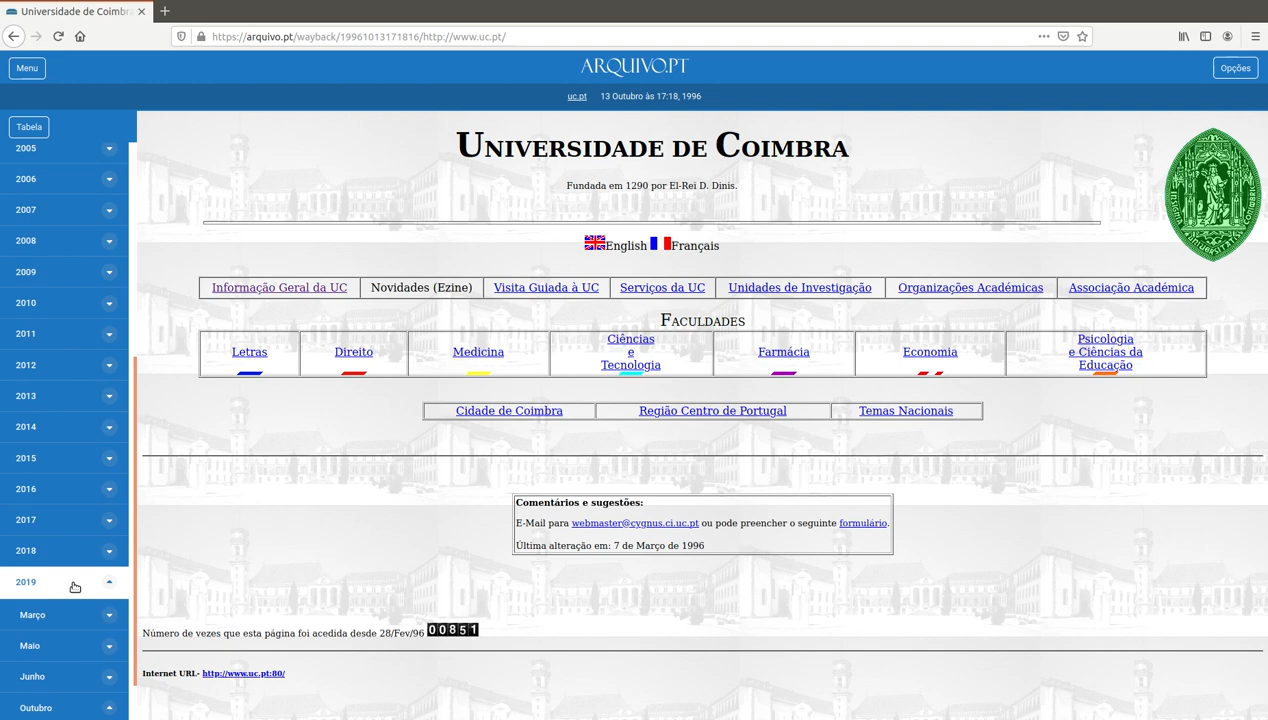 Universidade de Coimbra
https://arquivo.pt/wayback/19961013171816/http://www.uc.pt/
Menu
ARQUIVO.PT
Opções
uc.pt 13 Outubro às 17:18, 1996
Tabela
2005
2006
2007
2008
2009
2010
2011
2012
2013
2014
2015
2016
2017
2018
2019
Março
Maio
Junho
Outubro
UNIVERSIDADE DE COIMBRA
Fundada em 1290 por El-Rei D. Dinis.
English Français
Informação Geral da UC Novidades (Ezine) Visita Guiada à UC Serviços da UC Unidades de Investigação Organizações Académicas Associação Académica
FACULDADES
Letras Direito Medicina Ciências e Tecnologia Farmácia Economia Psicologia e Ciências da Educação
Cidade de Coimbra Região Centro de Portugal Temas Nacionais
Comentários e sugestões:
E-Mail para webmaster@cygnus.ci.uc.pt ou pode preencher o seguinte formulário.
Última alteração em: 7 de Março de 1996
Número de vezes que esta página foi acedida desde 28/Fev/96 00851
Internet URL- http://www.uc.pt:80/